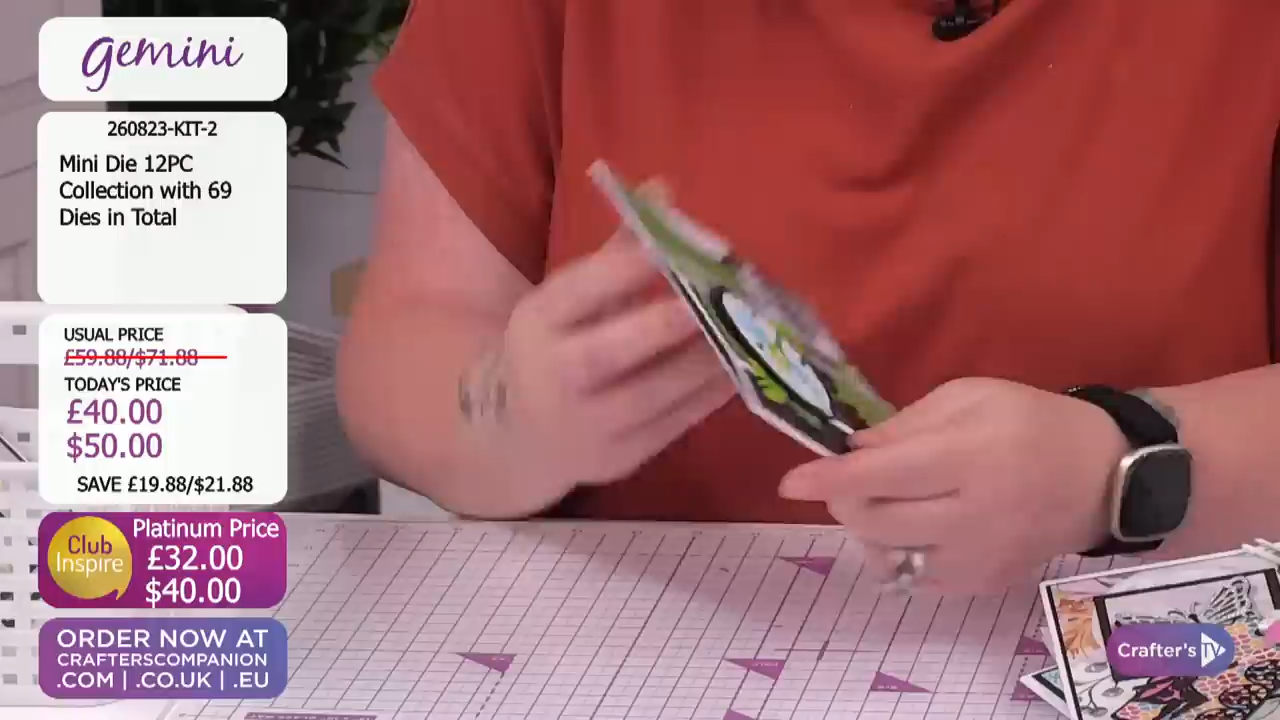 gemini
260823-KIT-2
Mini Die 12PC
Collection with 69
Dies in Total
USUAL PRICE
£59.88/$71.88
TODAY'S PRICE
£40.00
$50.00
SAVE £19.88/$21.88
Club
Inspire
Platinum Price
£32.00
$40.00
ORDER NOW AT
CRAFTERSCOMPANION
.COM | .CO.UK | .EU
Crafter's TV